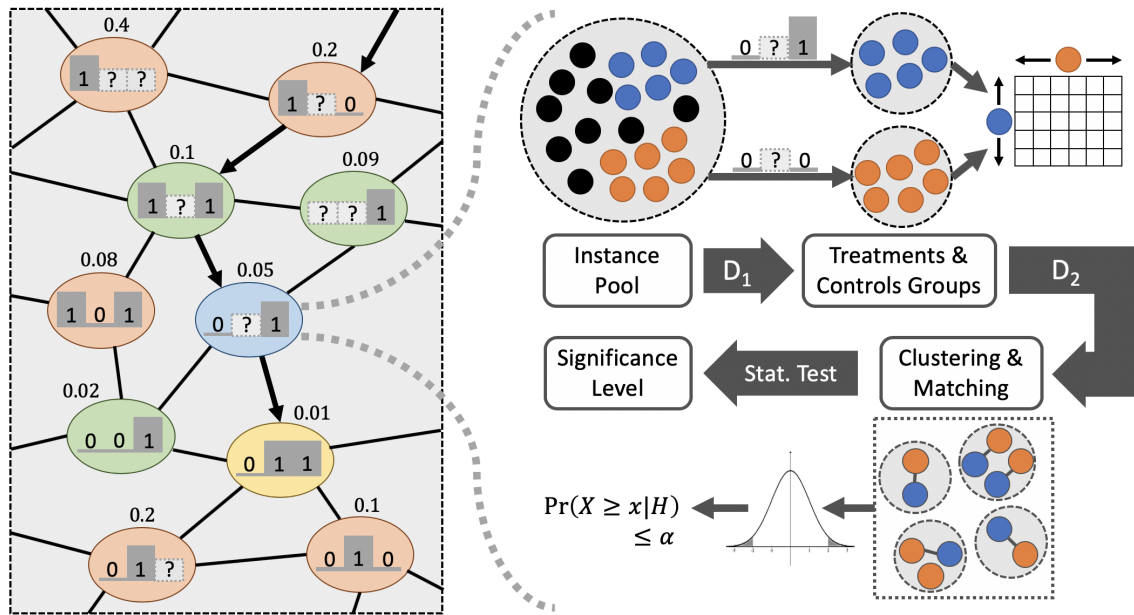 0.4
1 ? ?
0.2
1 ? 0
0.1
1 ? 1
0.09
? ? 1
0.08
1 0 1
0.05
0 ? 1
0.02
0 0 1
0.01
0 1 1
0.2
0 1 ?
0.1
0 1 0
0 ? 1
0 ? 0
Instance
Pool
D1
Treatments &
Controls Groups
D2
Significance
Level
Stat. Test
Clustering &
Matching
Pr(X ≥ x|H)
≤ α